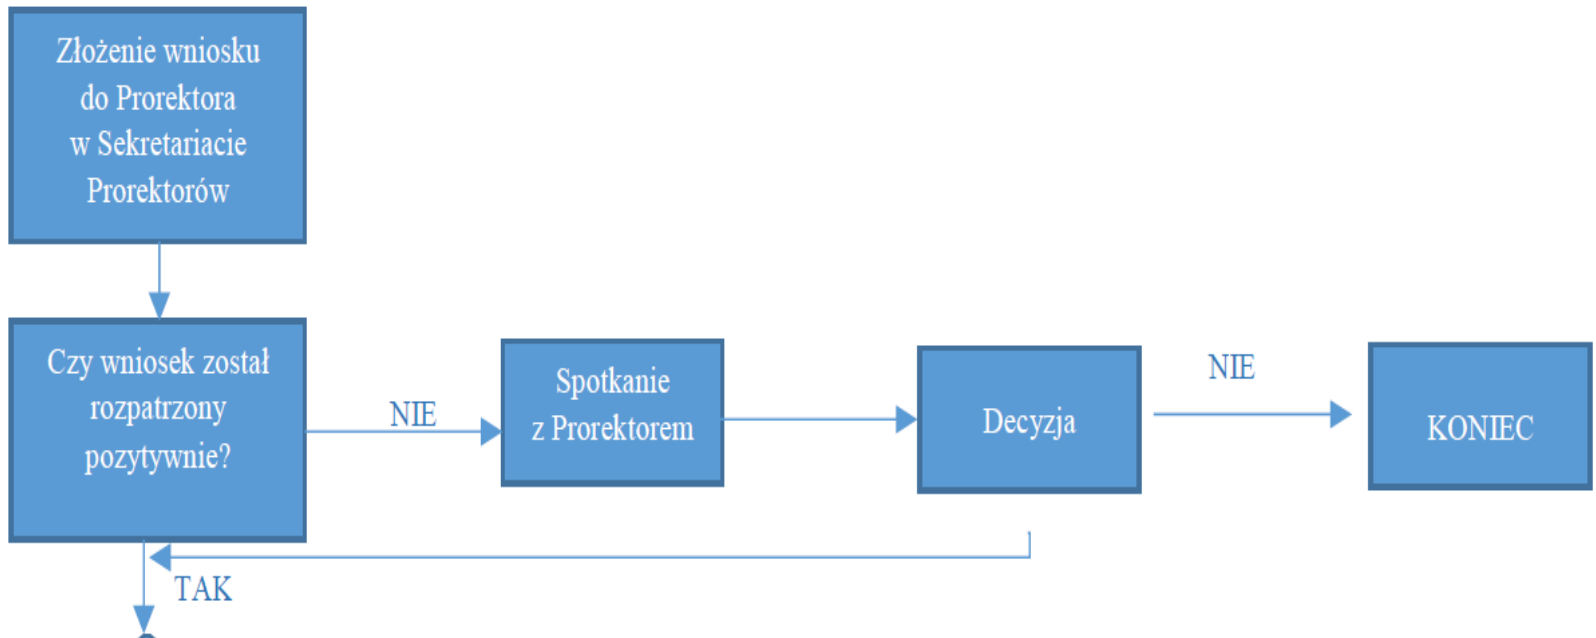 Złożenie wniosku
do Prorektora
w Sekretariacie
Prorektorów
Czy wniosek został
rozpatrzony
pozytywnie?
NIE
Spotkanie
z Prorektorem
Decyzja
NIE
KONIEC
TAK